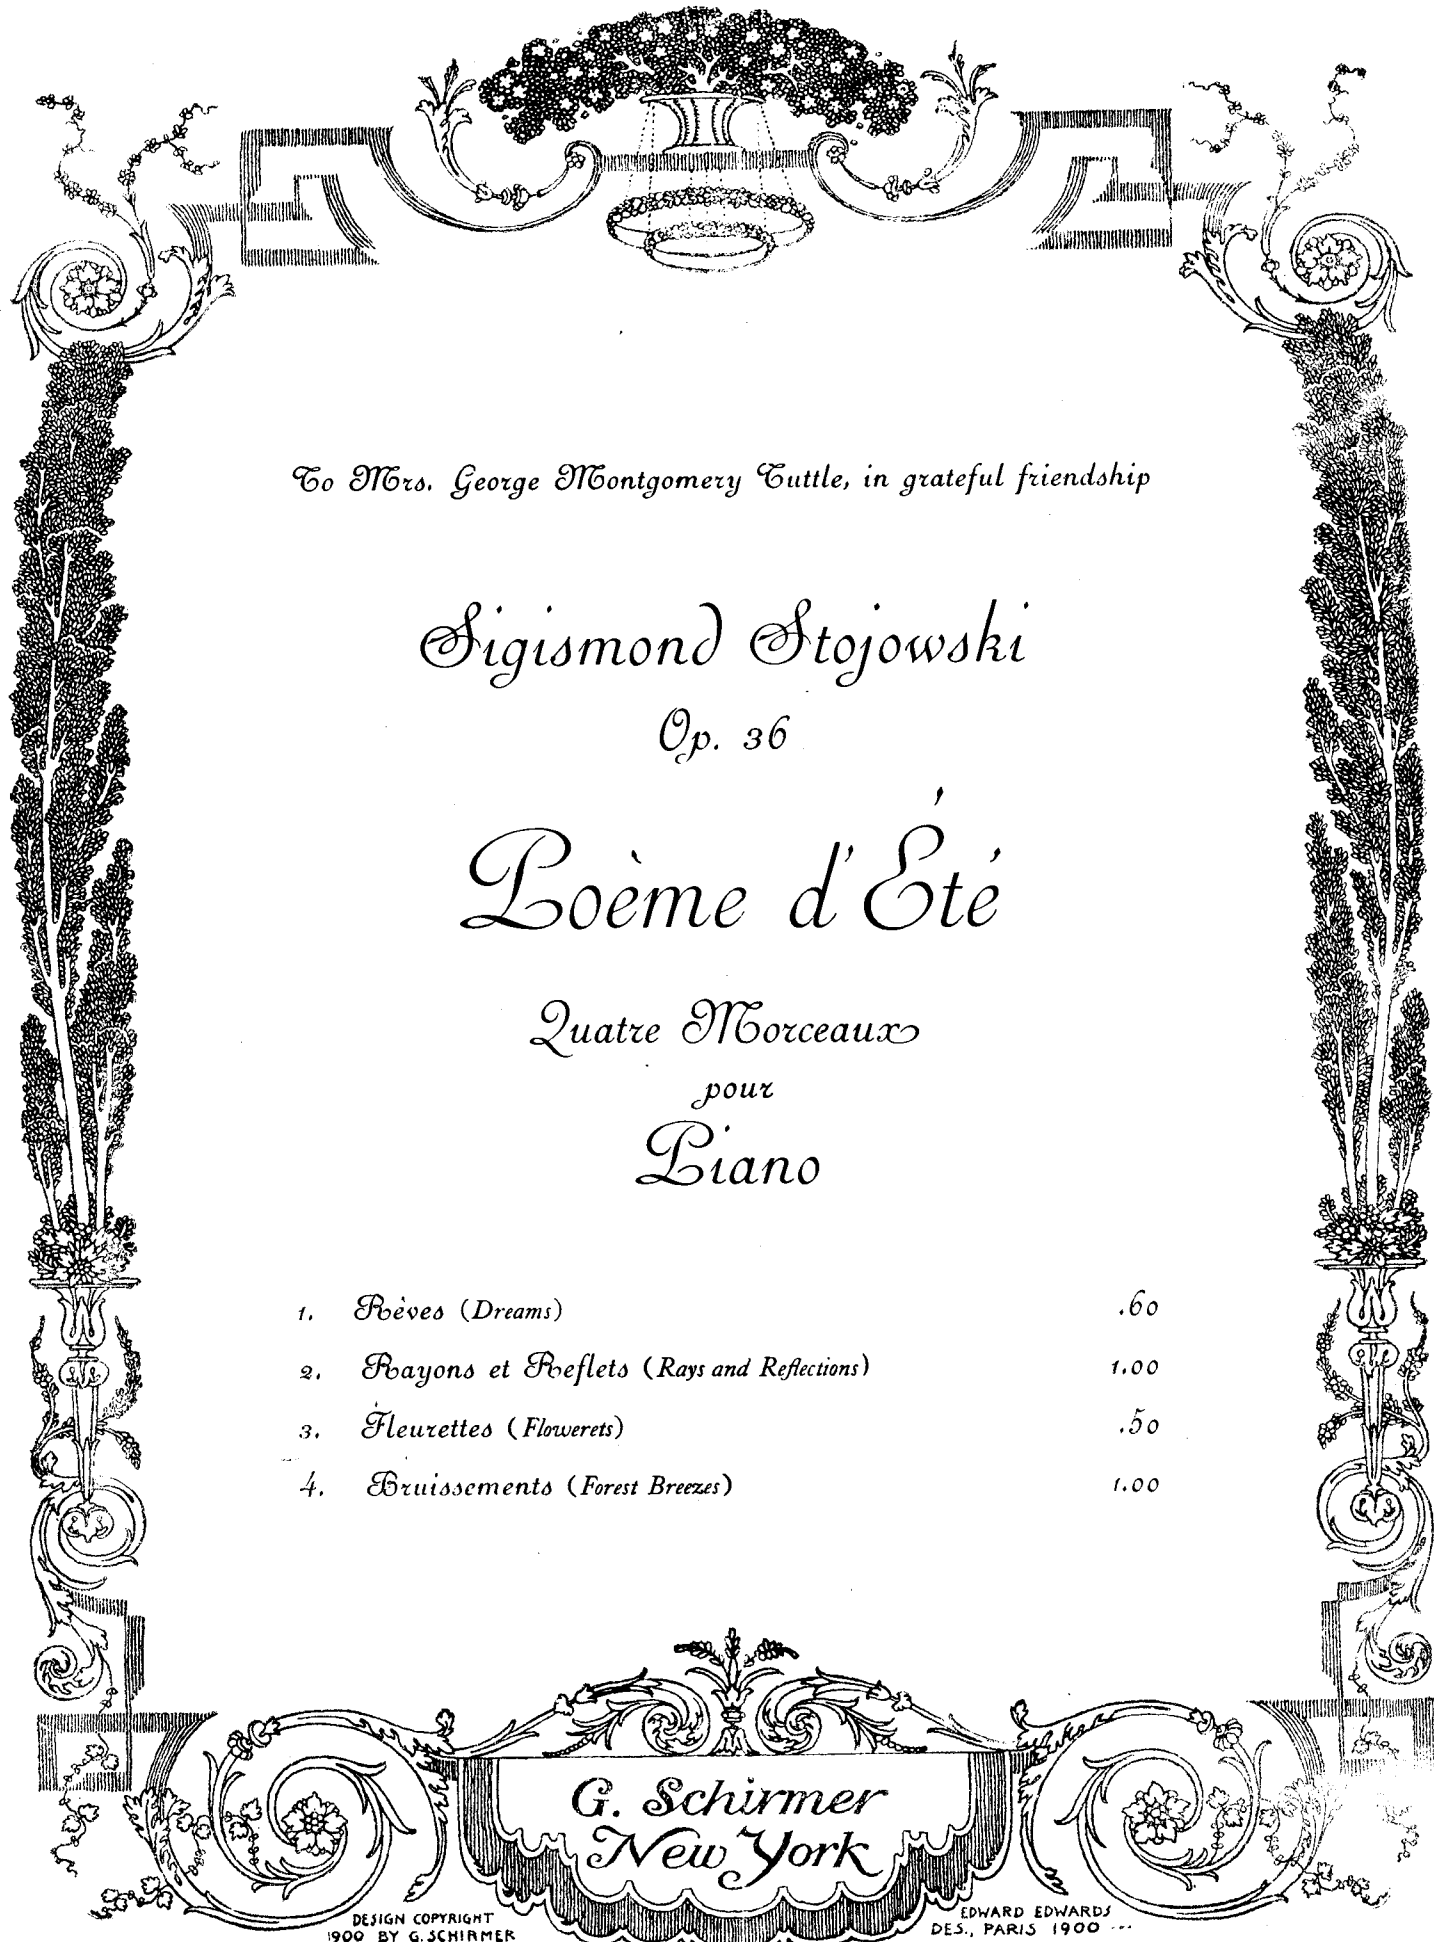 To Mrs. George Montgomery Tuttle, in grateful friendship
Sigismond Stojowski
Op. 36
Poème d'Été
Quatre Morceaux
pour
Piano
1. Rêves (Dreams) .60
2. Rayons et Reflets (Rays and Reflections) 1.00
3. Fleurettes (Flowerets) .50
4. Bruissements (Forest Breezes) 1.00
G. Schirmer
New York
DESIGN COPYRIGHT
1900 BY G. SCHIRMER
EDWARD EDWARDS
DES., PARIS 1900 ---